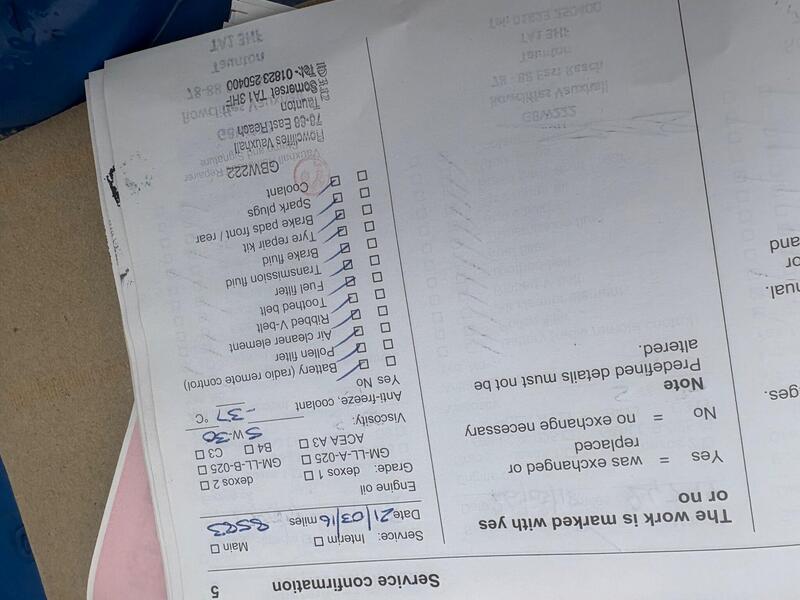 Service confirmation
5
The work is marked with yes
or no
Yes = was exchanged or
replaced
No = no exchange necessary
Note
Predefined details must not be
altered.
Service: Interim Main
Date 21/03/16 miles
Engine oil
Grade: dexos 1 dexos 2
GM-LL-A-025 GM-LL-B-025
ACEA A3 B4 C3
Viscosity: 5W-30
Anti-freeze, coolant -37 °C
Yes No
Battery (radio remote control)
Pollen filter
Air cleaner element
Ribbed V-belt
Toothed belt
Fuel filter
Transmission fluid
Brake fluid
Tyre repair kit
Brake pads front / rear
Spark plugs
Coolant
GBW222
Rowcliffes Vauxhall
78-88 East Reach
Taunton
Somerset TA1 3HF
Tel:- 01823 250400
ges.
nual.
or
and